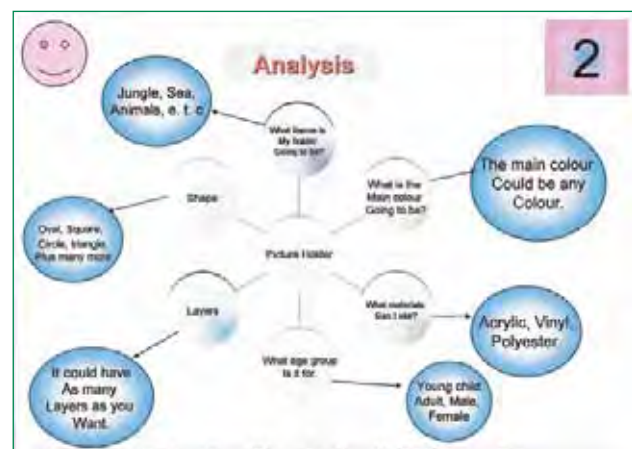 2
Analysis
Jungle, Sea,
Animals, e. t. c
What theme is
My holder
Going to be?
What is the
Main colour
Going to be?
The main colour
Could be any
Colour.
Shape
Oval, Square,
Circle, triangle,
Plus many more
Picture Holder
Layers
What materials
Can I use?
Acrylic, Vinyl,
Polyester
What age group
Is it for.
It could have
As many
Layers as you
Want.
Young child
Adult, Male,
Female